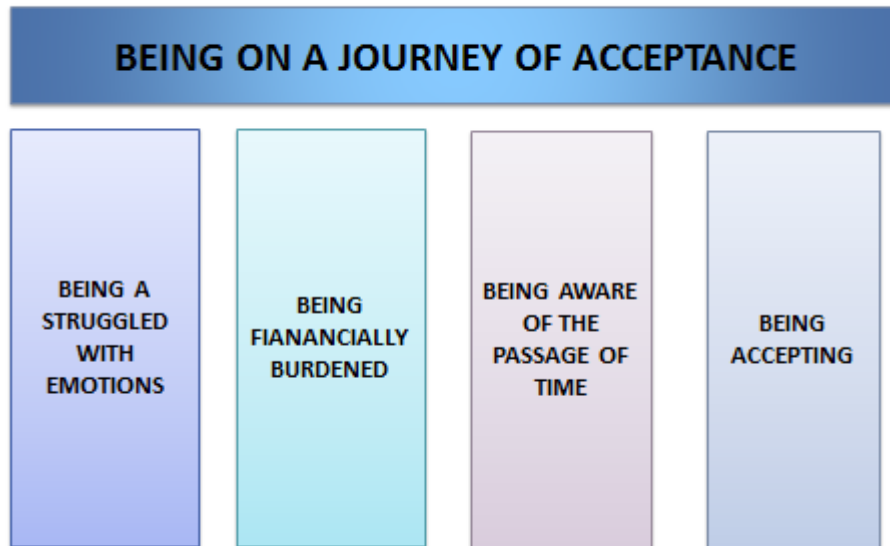 BEING ON A JOURNEY OF ACCEPTANCE
BEING A
STRUGGLED
WITH
EMOTIONS
BEING
FIANANCIALLY
BURDENED
BEING AWARE
OF THE
PASSAGE OF
TIME
BEING
ACCEPTING